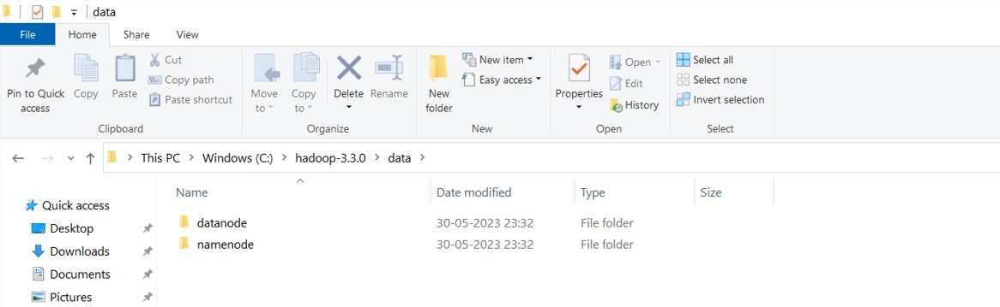 data
File Home Share View
Pin to Quick access
Copy
Paste
Cut
Copy path
Paste shortcut
Clipboard
Move to
Copy to
Delete
Rename
Organize
New folder
New item
Easy access
New
Properties
Open
Edit
History
Open
Select all
Select none
Invert selection
Select
This PC Windows (C:) hadoop-3.3.0 data
Quick access
Desktop
Downloads
Documents
Pictures
Name Date modified Type Size
datanode 30-05-2023 23:32 File folder
namenode 30-05-2023 23:32 File folder